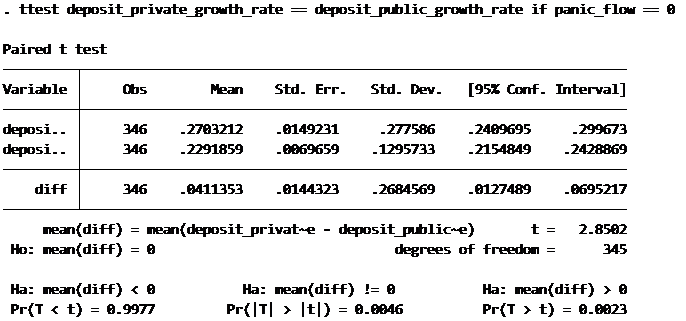 . ttest deposit_private_growth_rate == deposit_public_growth_rate if panic_flow == 0
Paired t test
Variable Obs Mean Std. Err. Std. Dev. [95% Conf. Interval]
deposi.. 346 .2703212 .0149231 .277586 .2409695 .299673
deposi.. 346 .2291859 .0069659 .1295733 .2154849 .2428869
diff 346 .0411353 .0144323 .2684569 .0127489 .0695217
mean(diff) = mean(deposit_privat~e - deposit_public~e) t = 2.8502
Ho: mean(diff) = 0 degrees of freedom = 345
Ha: mean(diff) < 0 Ha: mean(diff) != 0 Ha: mean(diff) > 0
Pr(T < t) = 0.9977 Pr(|T| > |t|) = 0.0046 Pr(T > t) = 0.0023